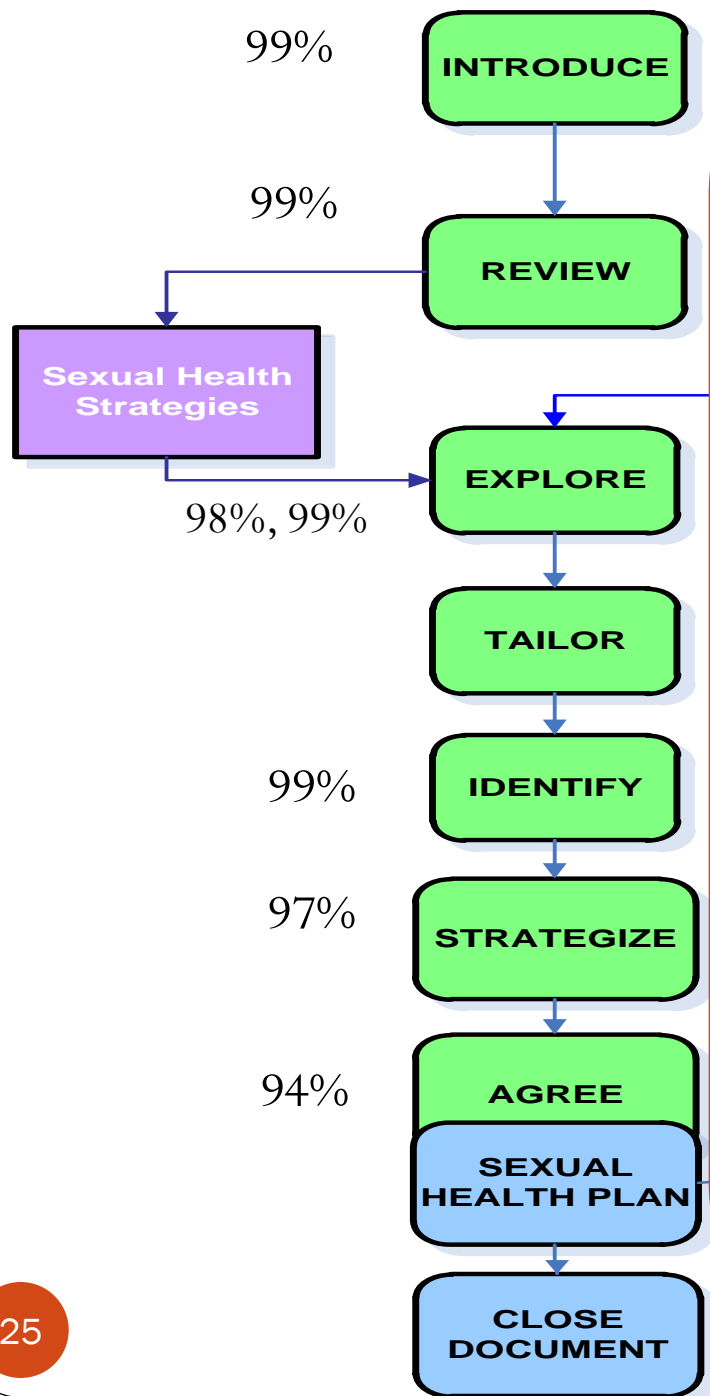 99%
INTRODUCE
99%
REVIEW
Sexual Health
Strategies
EXPLORE
98%, 99%
TAILOR
99%
IDENTIFY
97%
STRATEGIZE
94%
AGREE
SEXUAL
HEALTH PLAN
25
CLOSE
DOCUMENT